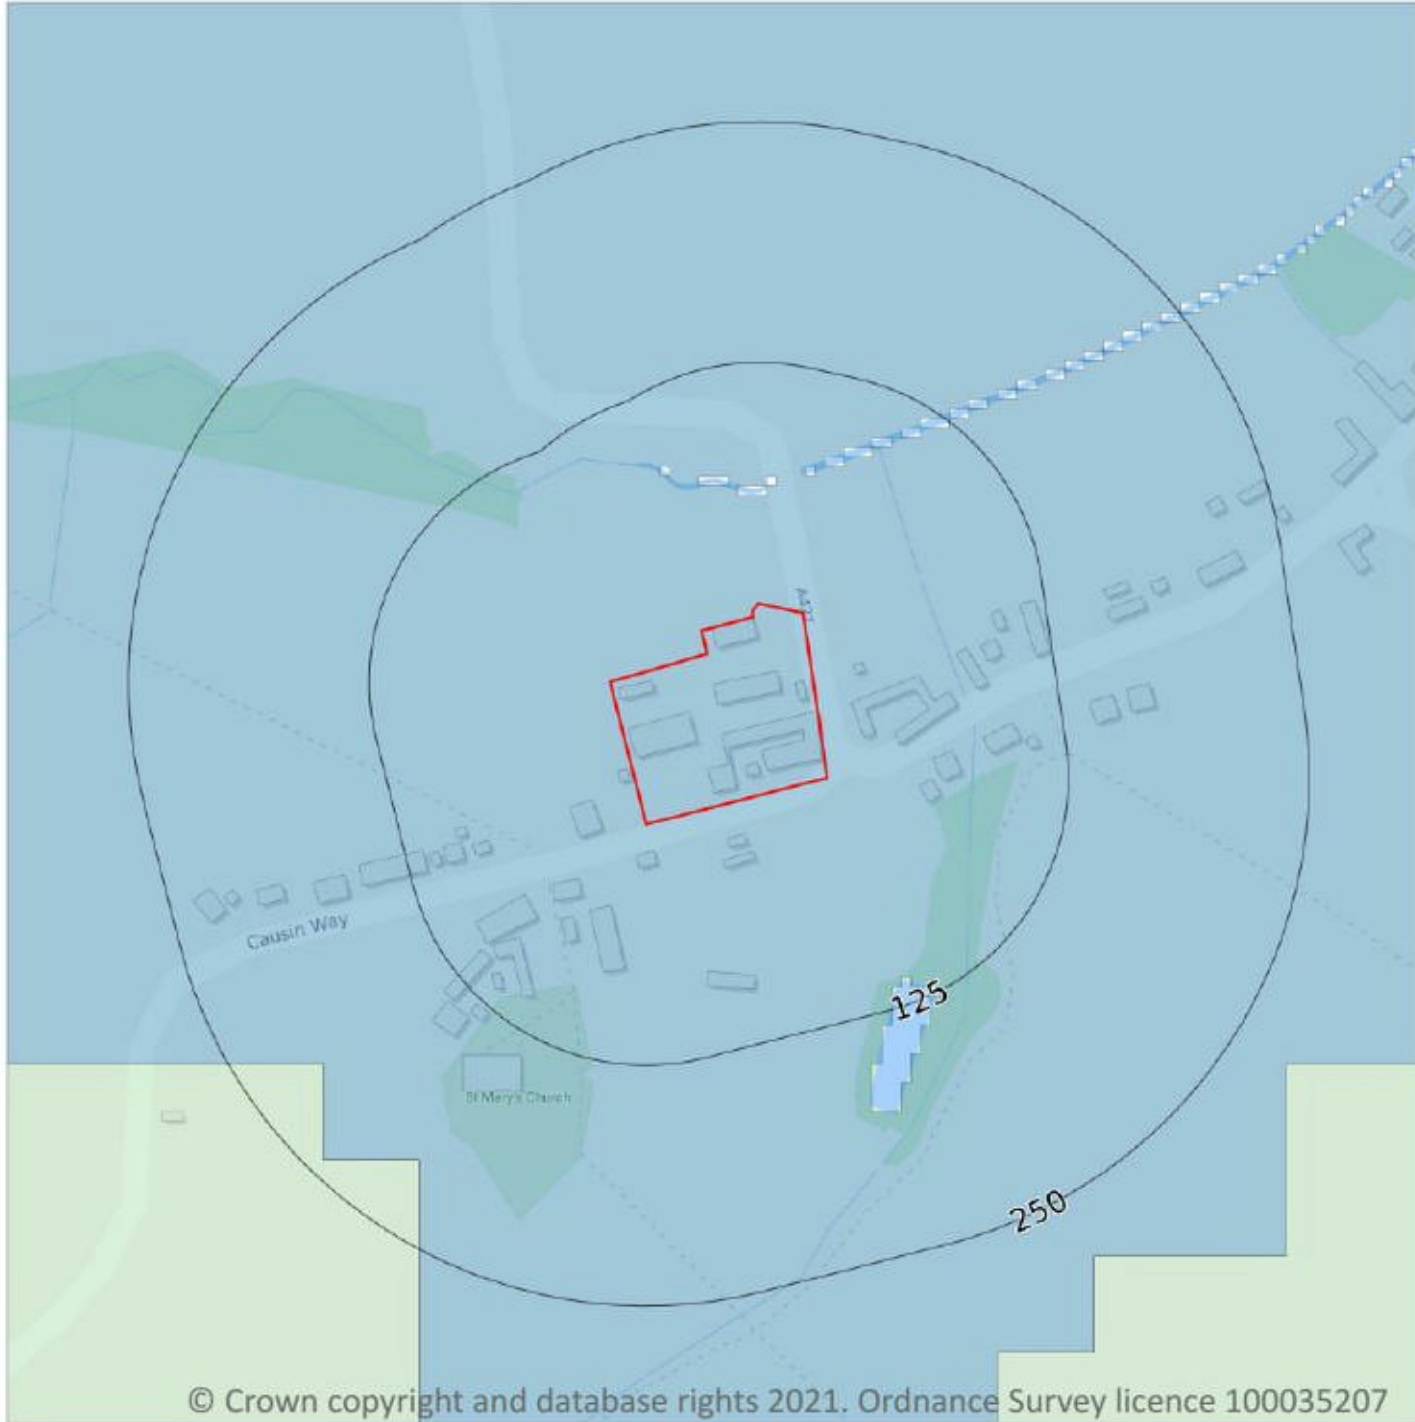 Causin Way
125
St Mary's Church
250
© Crown copyright and database rights 2021. Ordnance Survey licence 100035207